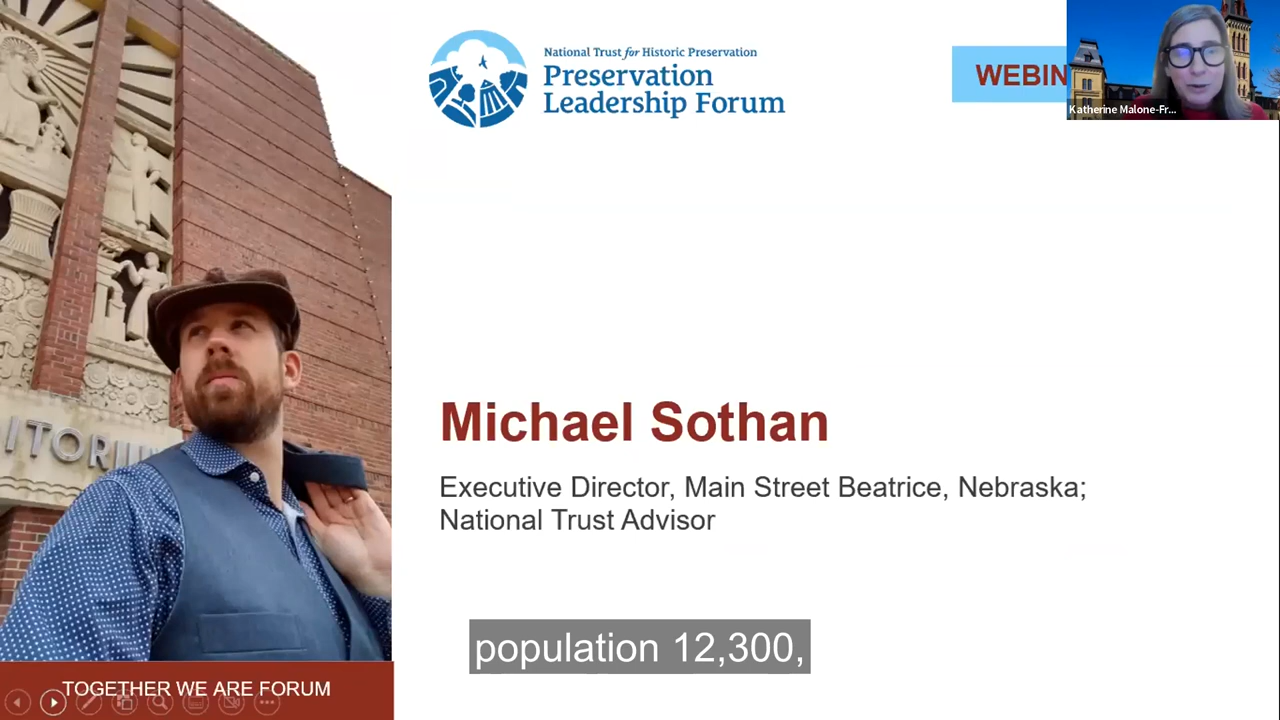 National Trust for Historic Preservation
Preservation
Leadership Forum
WEBIN
Katherine Malone-Fr...
ITORIU
Michael Sothan
Executive Director, Main Street Beatrice, Nebraska;
National Trust Advisor
population 12,300,
TOGETHER WE ARE FORUM